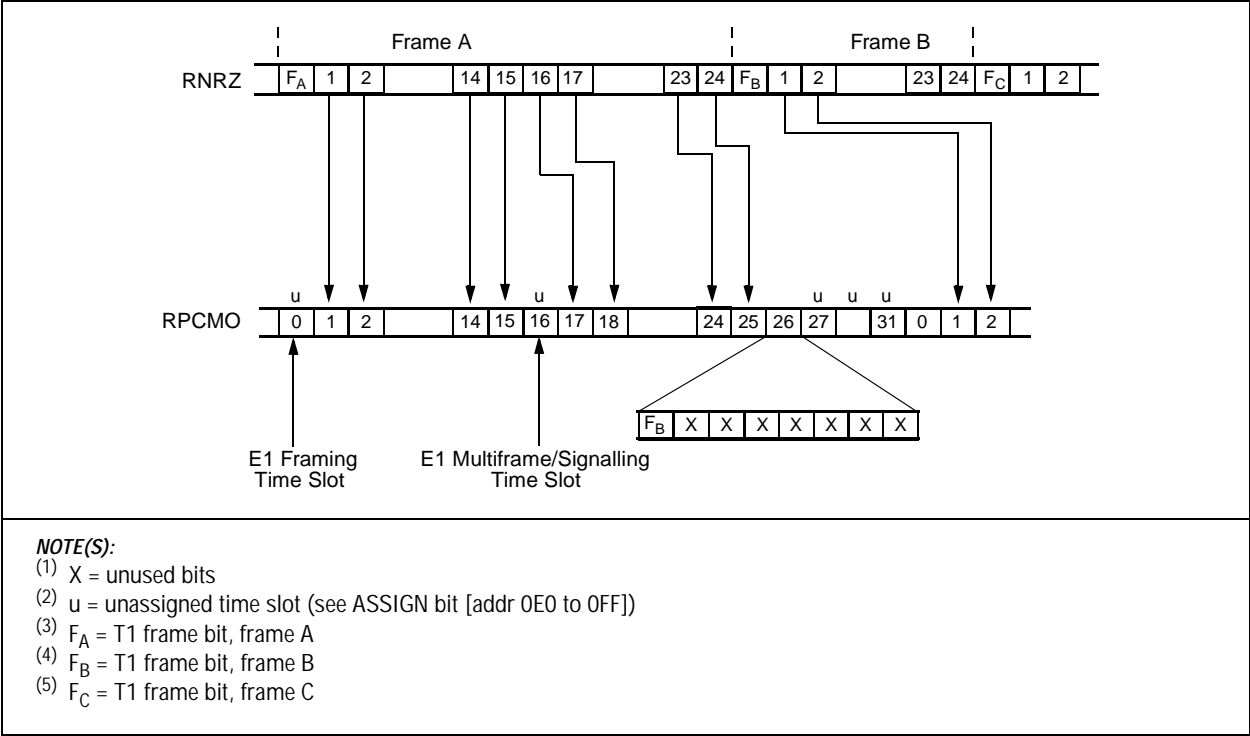 Frame A Frame B
RNRZ FA 1 2 14 15 16 17 23 24 FB 1 2 23 24 FC 1 2
u u u u u
RPCMO 0 1 2 14 15 16 17 18 24 25 26 27 31 0 1 2
FB X X X X X X X
E1 Framing
Time Slot
E1 Multiframe/Signalling
Time Slot
NOTE(S):
(1) X = unused bits
(2) u = unassigned time slot (see ASSIGN bit [addr 0E0 to 0FF])
(3) FA = T1 frame bit, frame A
(4) FB = T1 frame bit, frame B
(5) FC = T1 frame bit, frame C